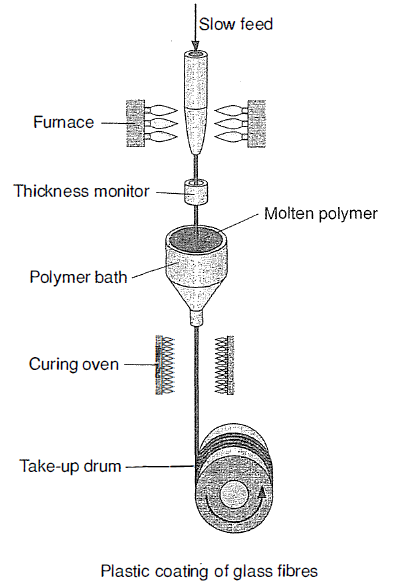 Slow feed
Furnace
Thickness monitor
Molten polymer
Polymer bath
Curing oven
Take-up drum
Plastic coating of glass fibres